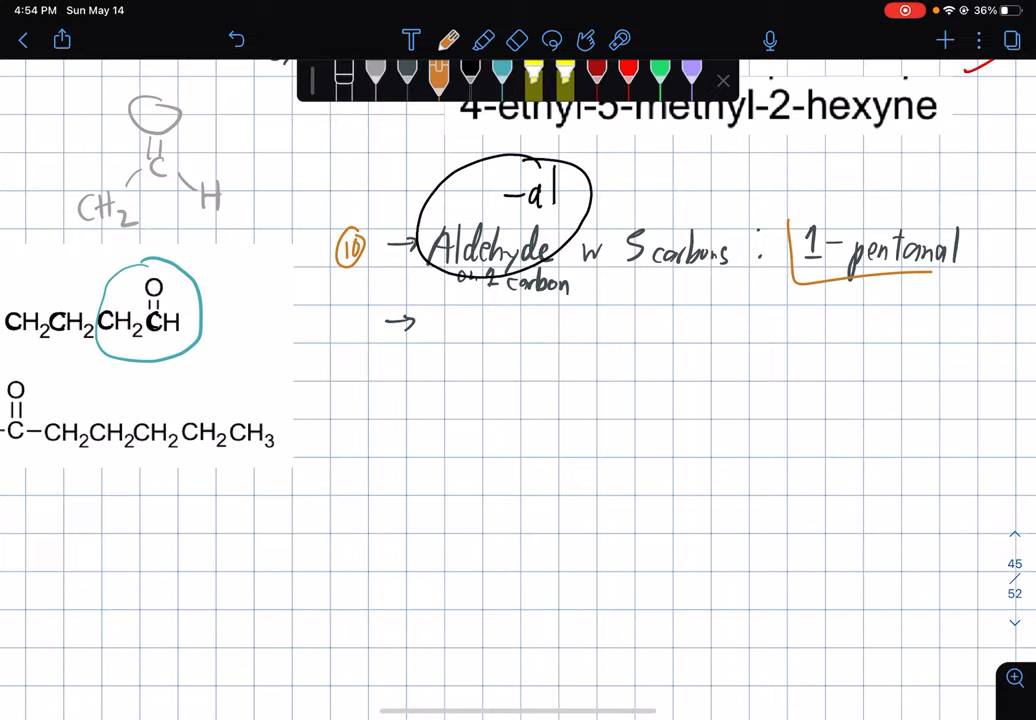 4:54 PM Sun May 14
36%
4-ethyl-5-methyl-2-hexyne
O
C
CH2 H
-al
10 → Aldehyde w 5 carbons : 1-pentanal
on 1 carbon
O
CH2CH2CH2CH
→
O
-C-CH2CH2CH2CH2CH3
45
/
52